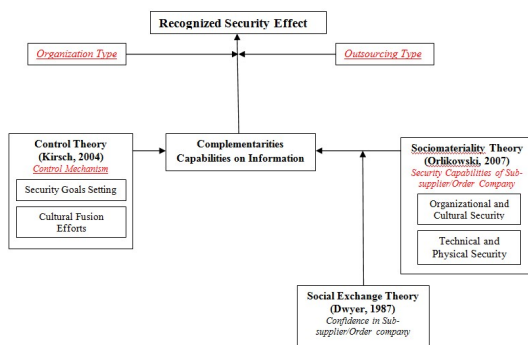 Recognized Security Effect
Organization Type
Outsourcing Type
Control Theory
(Kirsch, 2004)
Control Mechanism
Security Goals Setting
Cultural Fusion
Efforts
Complementarities
Capabilities on Information
Sociomateriality Theory
(Orlikowski, 2007)
Security Capabilities of Sub-
supplier/Order Company
Organizational and
Cultural Security
Technical and
Physical Security
Social Exchange Theory
(Dwyer, 1987)
Confidence in Sub-
supplier/Order company